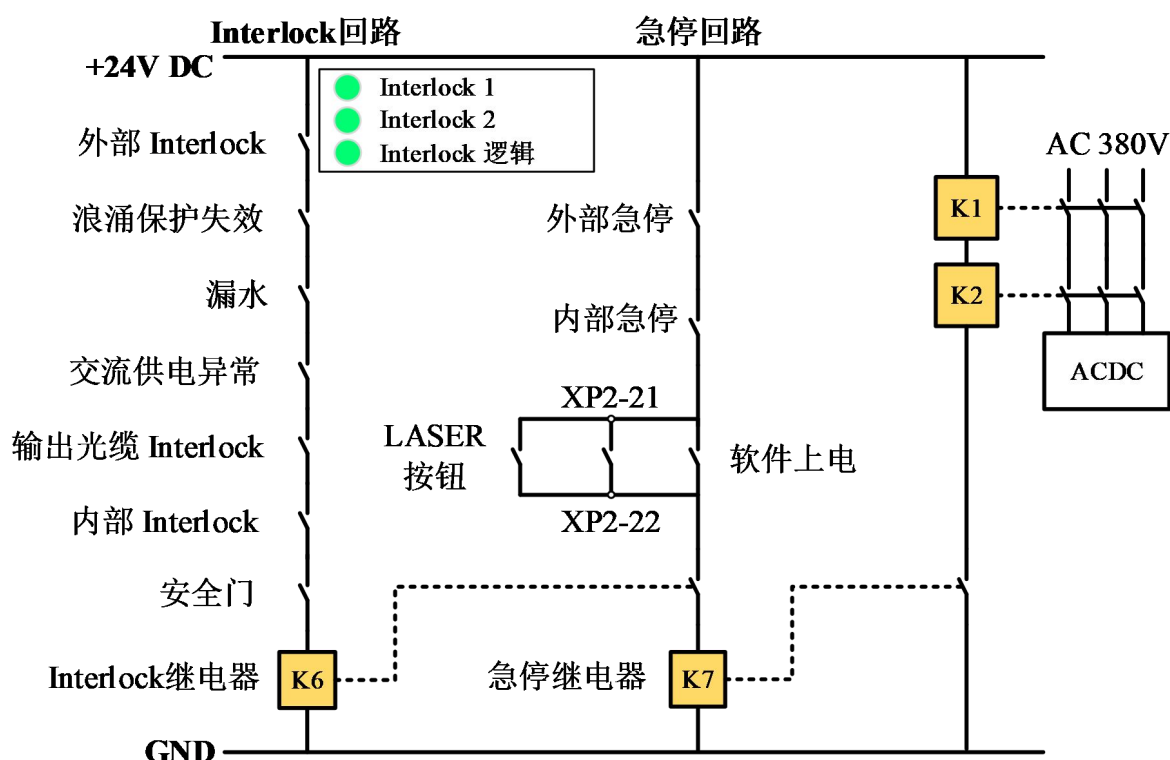 Interlock回路
急停回路
+24V DC
Interlock 1
Interlock 2
Interlock 逻辑
外部 Interlock
AC 380V
K1
浪涌保护失效
外部急停
漏水
K2
内部急停
交流供电异常
ACDC
XP2-21
LASER
按钮
输出光缆 Interlock
软件上电
内部 Interlock
XP2-22
安全门
Interlock继电器
K6
急停继电器
K7
GND